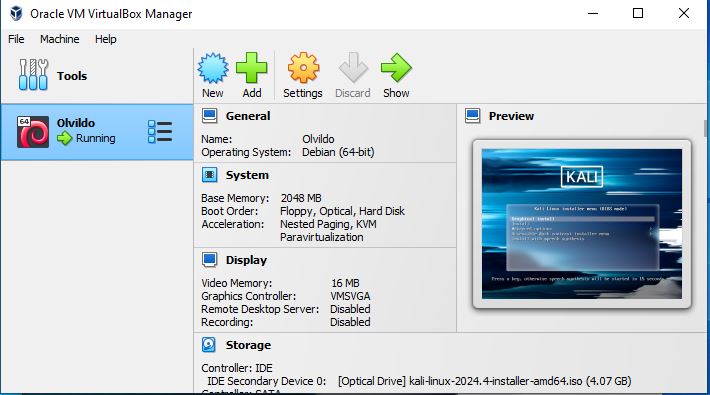 Oracle VM VirtualBox Manager
File Machine Help
Tools
New Add Settings Discard Show
64
Olvildo
Running
General
Name: Olvildo
Operating System: Debian (64-bit)
System
Base Memory: 2048 MB
Boot Order: Floppy, Optical, Hard Disk
Acceleration: Nested Paging, KVM
Paravirtualization
Display
Video Memory: 16 MB
Graphics Controller: VMSVGA
Remote Desktop Server: Disabled
Recording: Disabled
Storage
Controller: IDE
IDE Secondary Device 0: [Optical Drive] kali-linux-2024.4-installer-amd64.iso (4.07 GB)
Controller: SATA
Preview
KALI
Kali Linux installer menu (BIOS mode)
Graphical install
Install
Advanced options
Accessible dark contrast installer menu
Install with speech synthesis
Press a key, otherwise speech synthesis will be started in 15 seconds